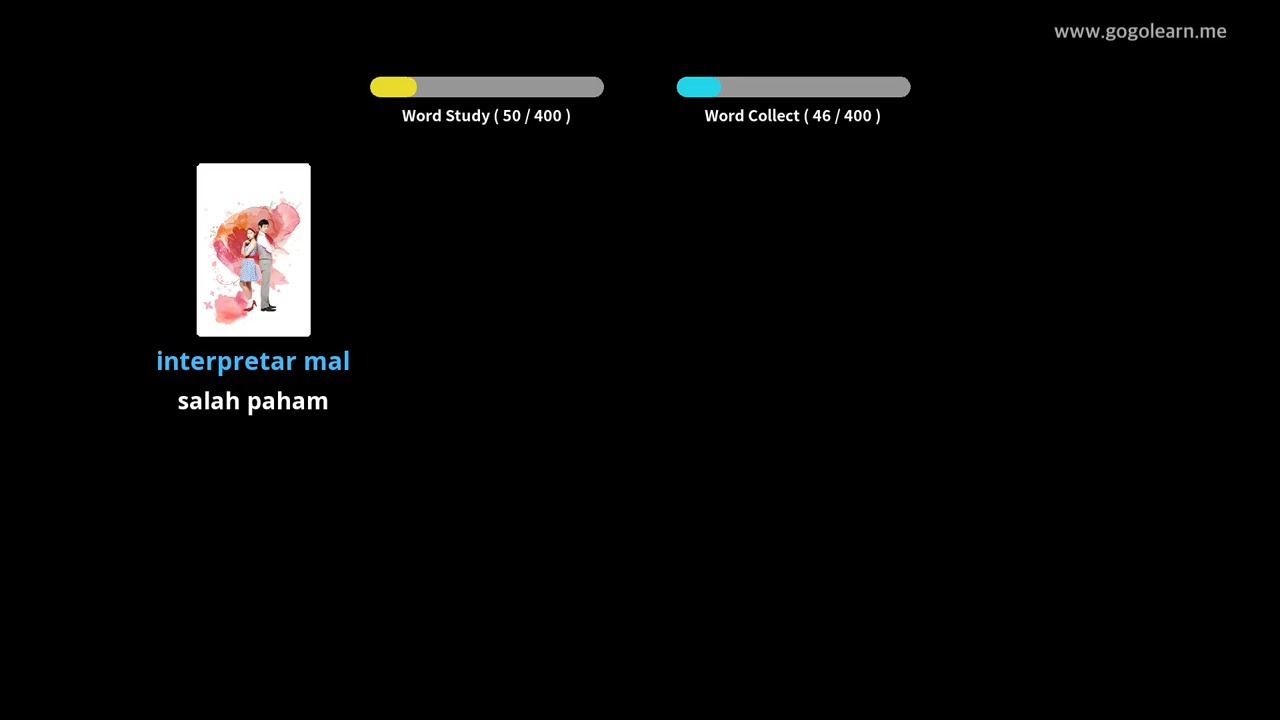 www.gogolearn.me
Word Study ( 50 / 400 )
Word Collect ( 46 / 400 )
interpretar mal
salah paham